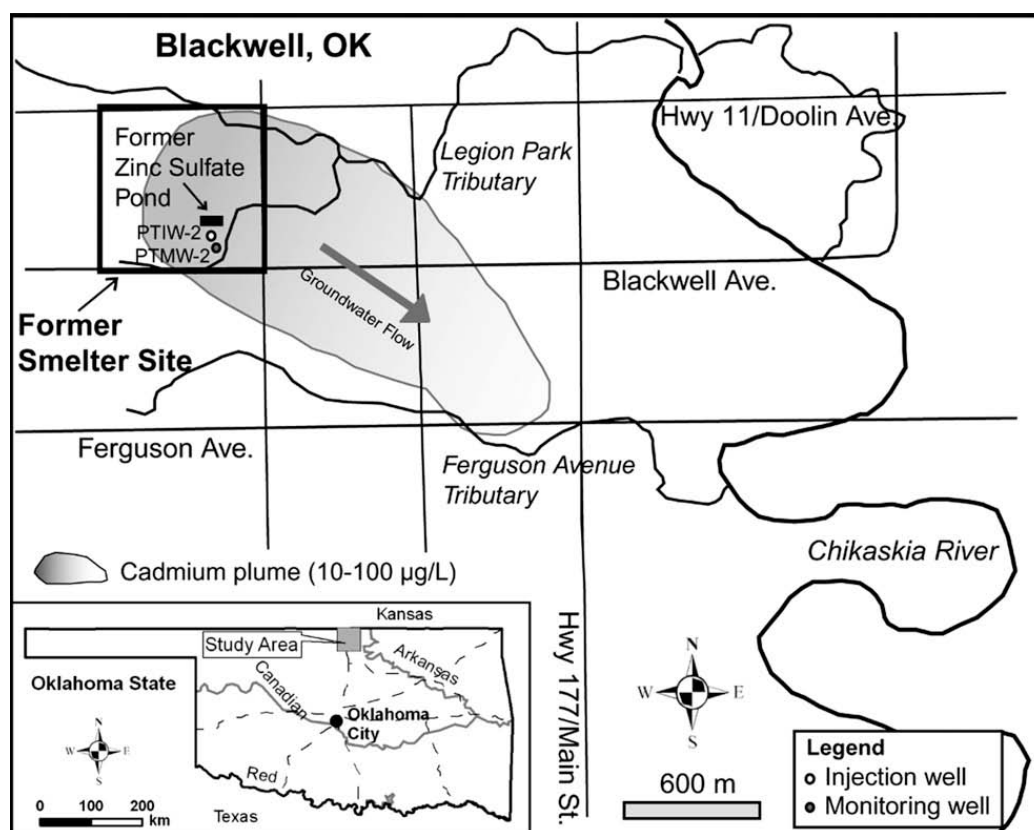 Blackwell, OK
Former
Zinc Sulfate
Pond
PTIW-2
PTMW-2
Legion Park
Tributary
Hwy 11/Doolin Ave.
Groundwater Flow
Blackwell Ave.
Former
Smelter Site
Ferguson Ave.
Ferguson Avenue
Tributary
Chikaskia River
Cadmium plume (10-100 µg/L)
Hwy 177/Main St.
Kansas
Study Area
Arkansas
Oklahoma State
Canadian
Oklahoma
City
N
W E
S
Red
0 100 200
km
Texas
N
W E
S
600 m
Legend
Injection well
Monitoring well